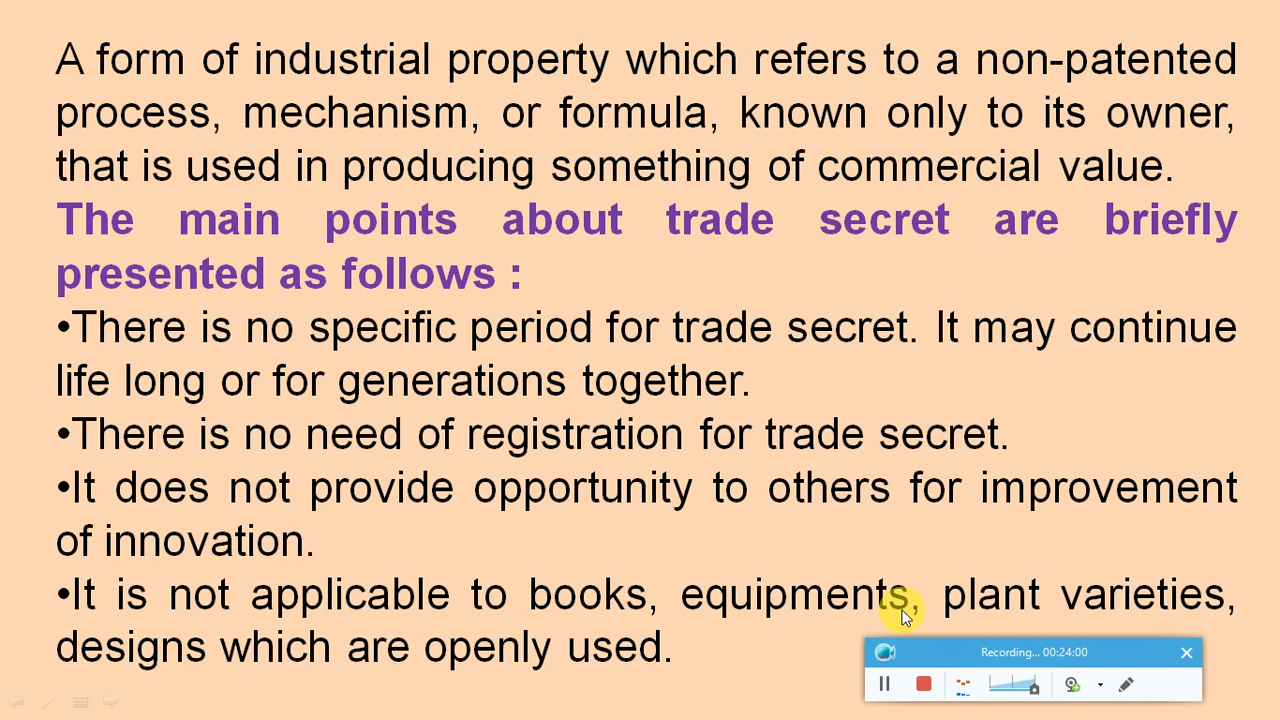 A form of industrial property which refers to a non-patented
process, mechanism, or formula, known only to its owner,
that is used in producing something of commercial value.
The main points about trade secret are briefly
presented as follows :
•There is no specific period for trade secret. It may continue
life long or for generations together.
•There is no need of registration for trade secret.
•It does not provide opportunity to others for improvement
of innovation.
•It is not applicable to books, equipments, plant varieties,
designs which are openly used.
Recording... 00:24:00